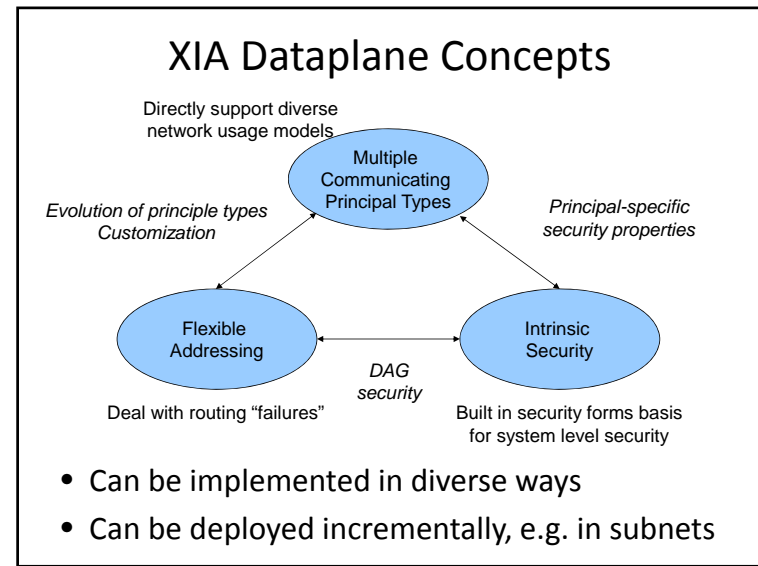 XIA Dataplane Concepts
Directly support diverse
network usage models
Multiple
Communicating
Principal Types
Evolution of principle types
Customization
Principal-specific
security properties
Flexible
Addressing
Intrinsic
Security
DAG
security
Deal with routing “failures”
Built in security forms basis
for system level security
• Can be implemented in diverse ways
• Can be deployed incrementally, e.g. in subnets